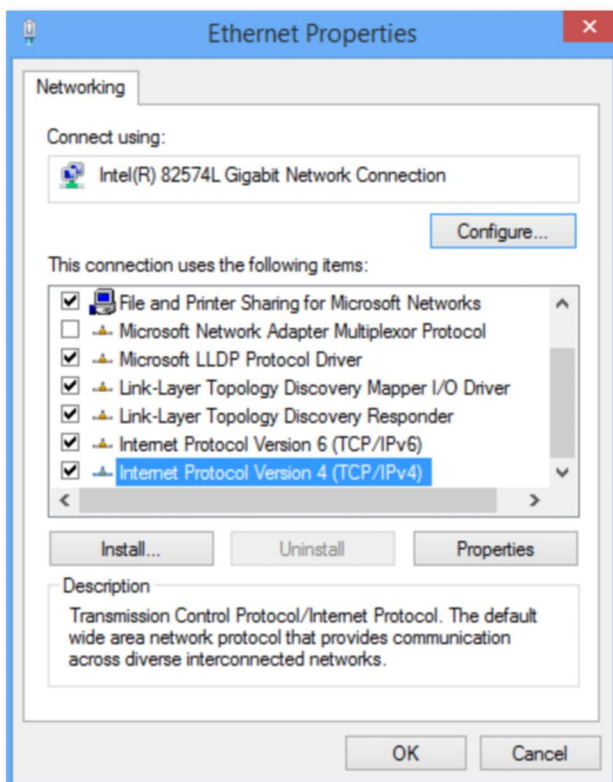 Ethernet Properties
Networking
Connect using:
Intel(R) 82574L Gigabit Network Connection
Configure...
This connection uses the following items:
File and Printer Sharing for Microsoft Networks
Microsoft Network Adapter Multiplexor Protocol
Microsoft LLDP Protocol Driver
Link-Layer Topology Discovery Mapper I/O Driver
Link-Layer Topology Discovery Responder
Internet Protocol Version 6 (TCP/IPv6)
Internet Protocol Version 4 (TCP/IPv4)
Install... Uninstall Properties
Description
Transmission Control Protocol/Internet Protocol. The default
wide area network protocol that provides communication
across diverse interconnected networks.
OK Cancel